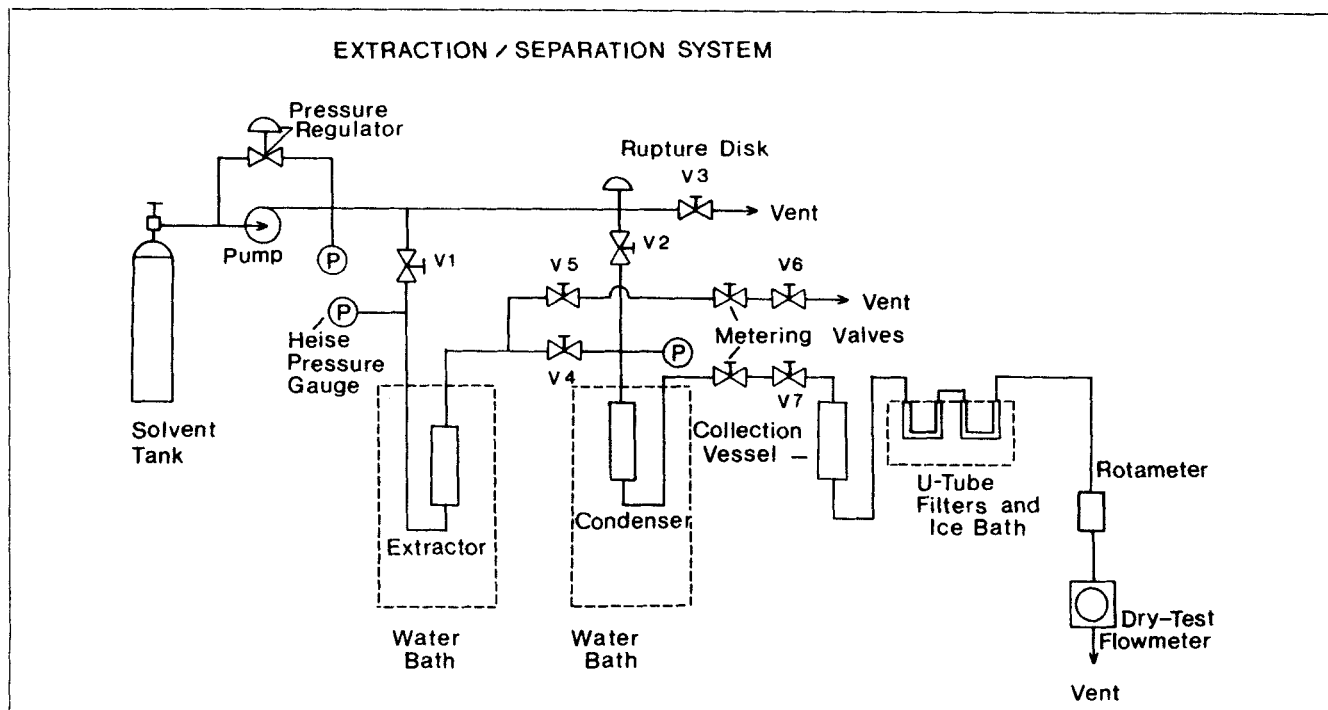 EXTRACTION / SEPARATION SYSTEM
Pressure
Regulator
Rupture Disk
V3
Vent
Pump
P
V1
V2
V5
V6
Vent
P
Heise
Pressure
Gauge
Metering Valves
P
V4
V7
Solvent
Tank
Collection
Vessel
Extractor
Condenser
U-Tube
Filters and
Ice Bath
Rotameter
Water
Bath
Water
Bath
Dry-Test
Flowmeter
Vent